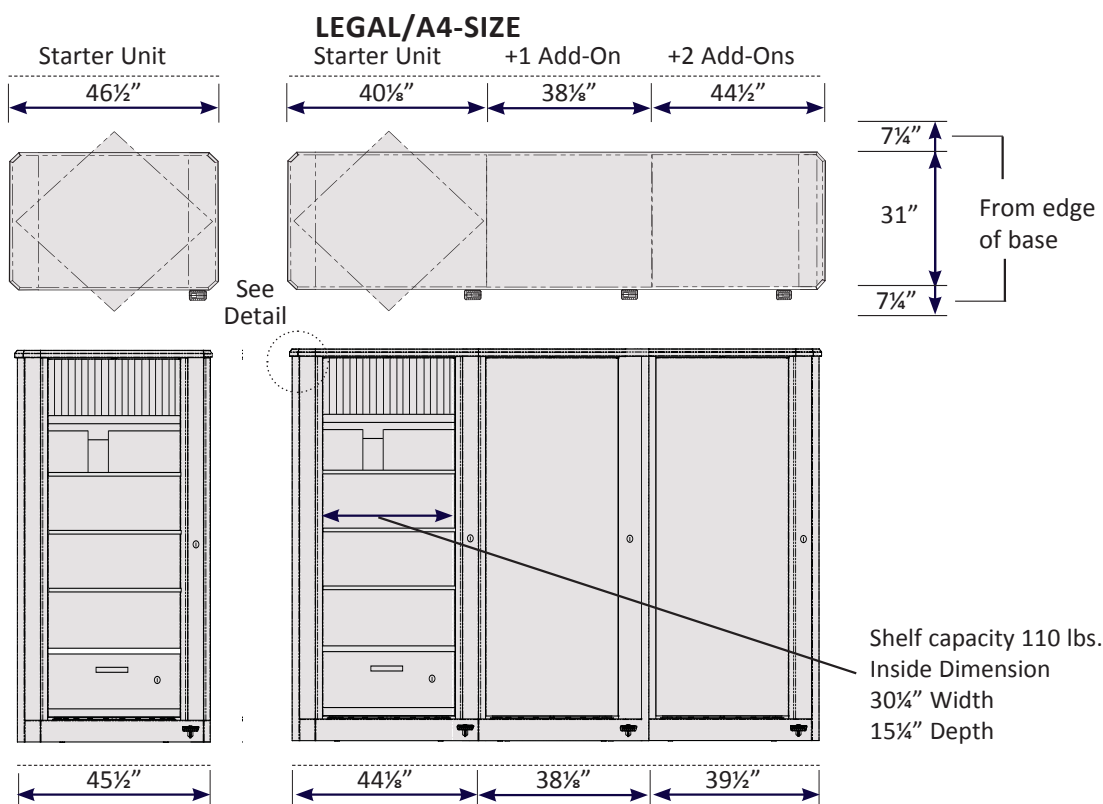 LEGAL/A4-SIZE
Starter Unit
Starter Unit
+1 Add-On
+2 Add-Ons
46½”
40⅛”
38⅛”
44½”
7¼”
31”
From edge
of base
7¼”
See
Detail
Shelf capacity 110 lbs.
Inside Dimension
30¼” Width
15¼” Depth
45½”
44⅛”
38⅛”
39½”